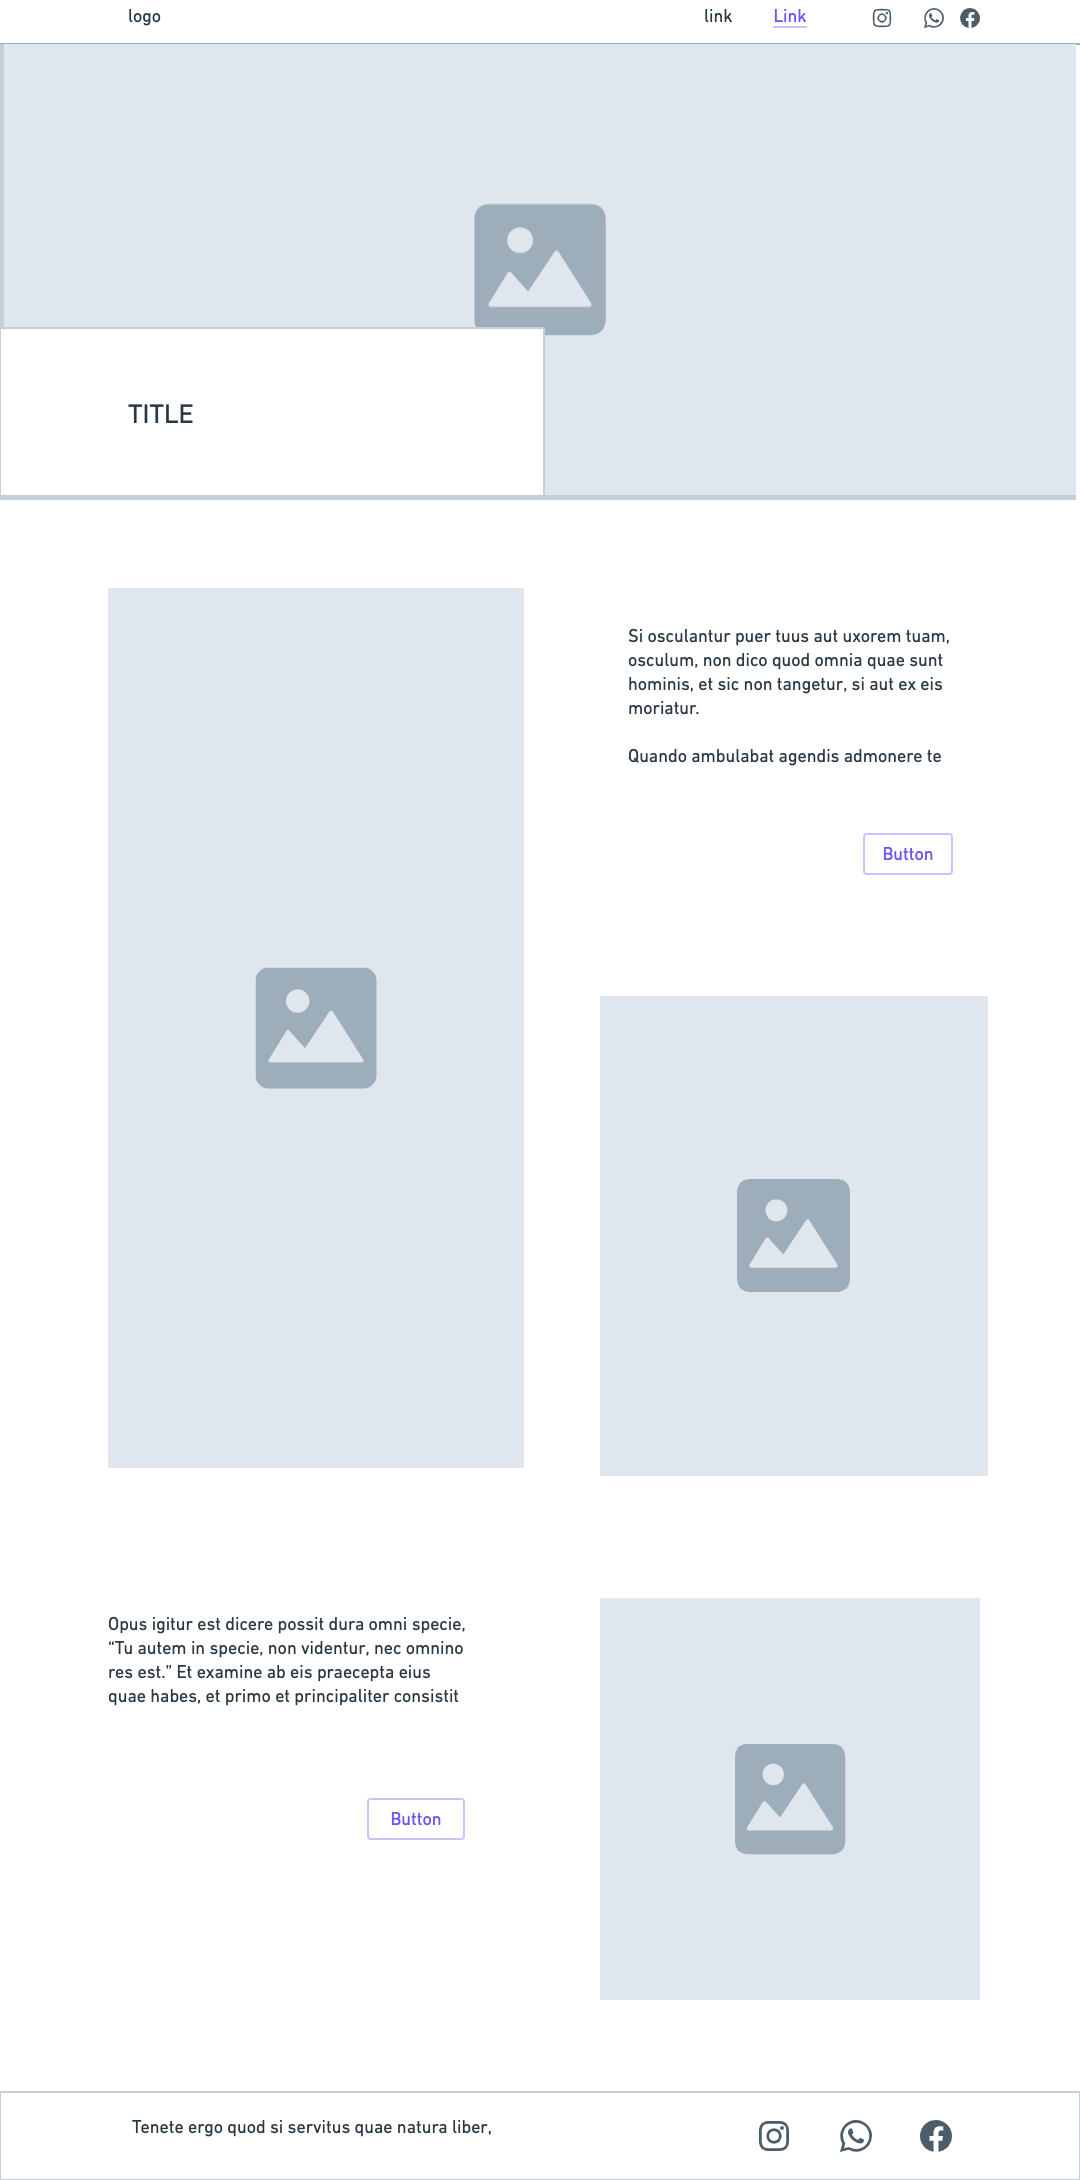 logo
link
Link
TITLE
Si osculantur puer tuus aut uxorem tuam,
osculum, non dico quod omnia quae sunt
hominis, et sic non tangetur, si aut ex eis
moriatur.
Quando ambulabat agendis admonere te
Button
Opus igitur est dicere possit dura omni specie,
“Tu autem in specie, non videntur, nec omnino
res est.” Et examine ab eis praecepta eius
quae habes, et primo et principaliter consistit
Button
Tenete ergo quod si servitus quae natura liber,